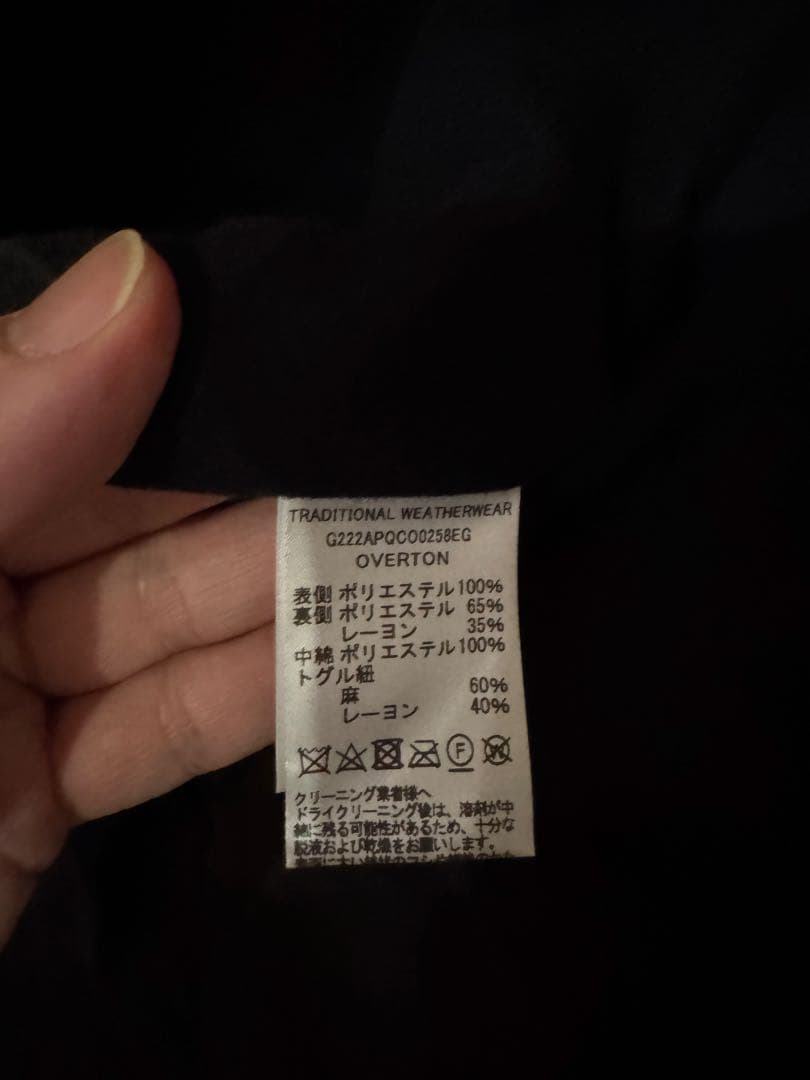 TRADITIONAL WEATHERWEAR
G222APQCO0258EG
OVERTON
表側 ポリエステル100%
裏側 ポリエステル 65%
レーヨン 35%
中綿 ポリエステル100%
トグル紐
麻 60%
レーヨン 40%
F
W
クリーニング業者様へ
ドライクリーニング後は、溶剤が中
綿に残る可能性があるため、十分な
脱液および乾燥をお願いします。